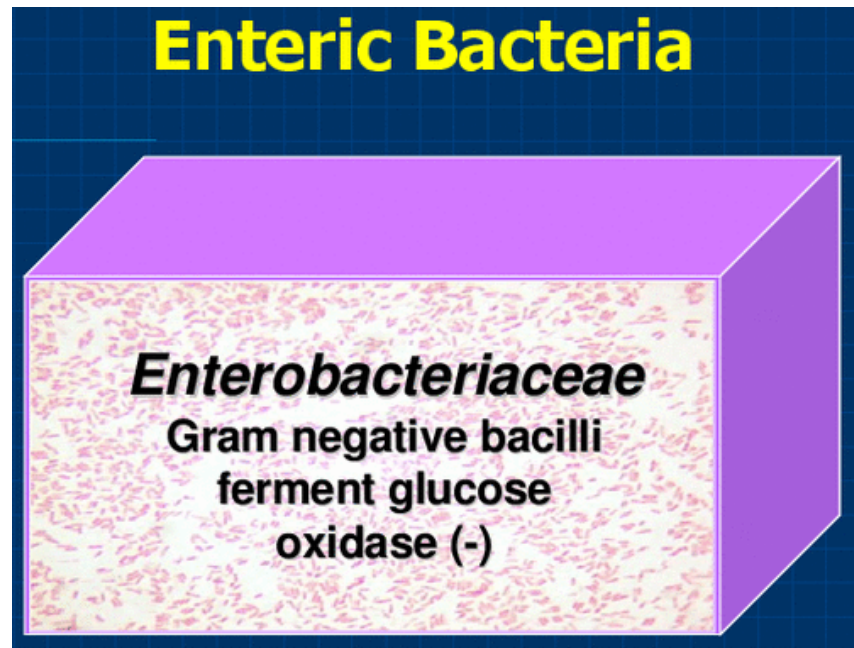 Enteric Bacteria
Enterobacteriaceae
Gram negative bacilli
ferment glucose
oxidase (-)